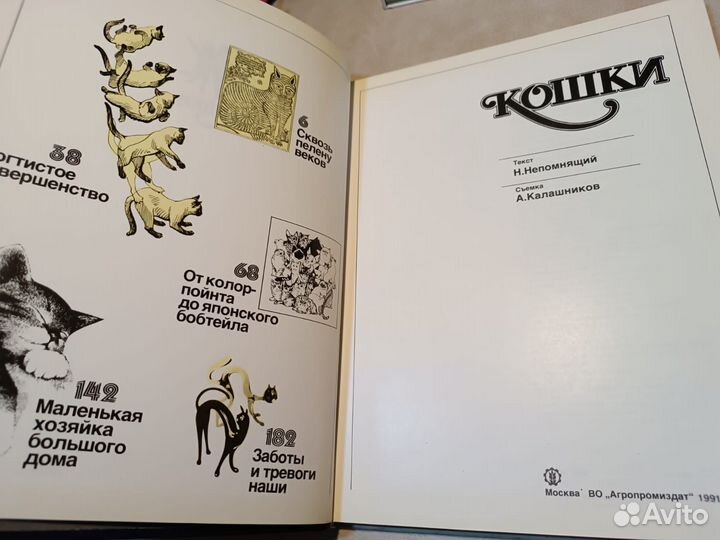 6
Сквозь
пелену
веков
38
огтистое
вершенство
68
От колор-
пойнта
до японского
бобтейла
142
Маленькая
хозяйка
большого
дома
182
Заботы
и тревоги
наши
КОШКИ
Текст
Н.Непомнящий
Съемка
А.Калашников
Москва ВО „Агропромиздат" 1991
Avito